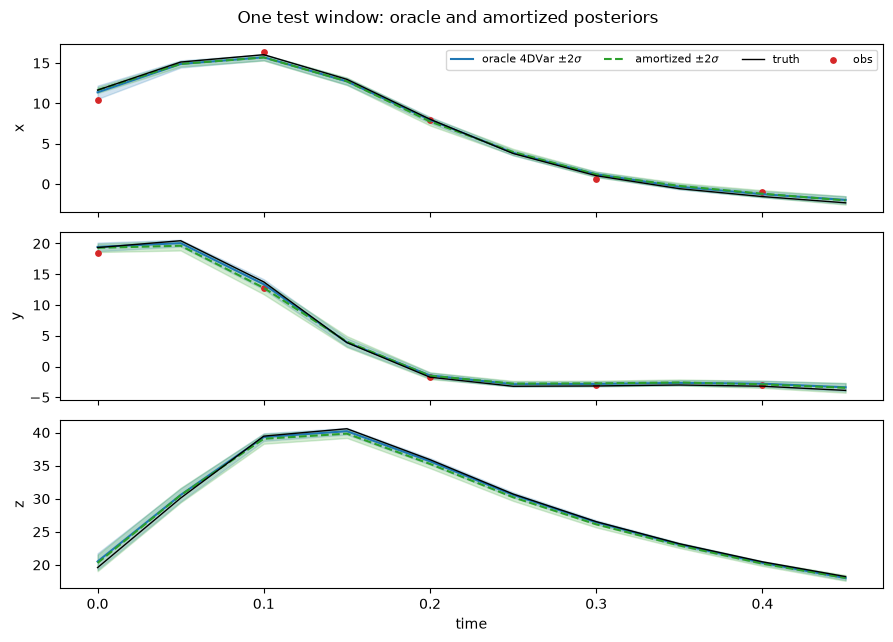 One test window: oracle and amortized posteriors
oracle 4DVar ±2σ amortized ±2σ truth obs
15
10
5
0
x
20
15
10
5
0
−5
y
40
35
30
25
20
z
0.0 0.1 0.2 0.3 0.4
time